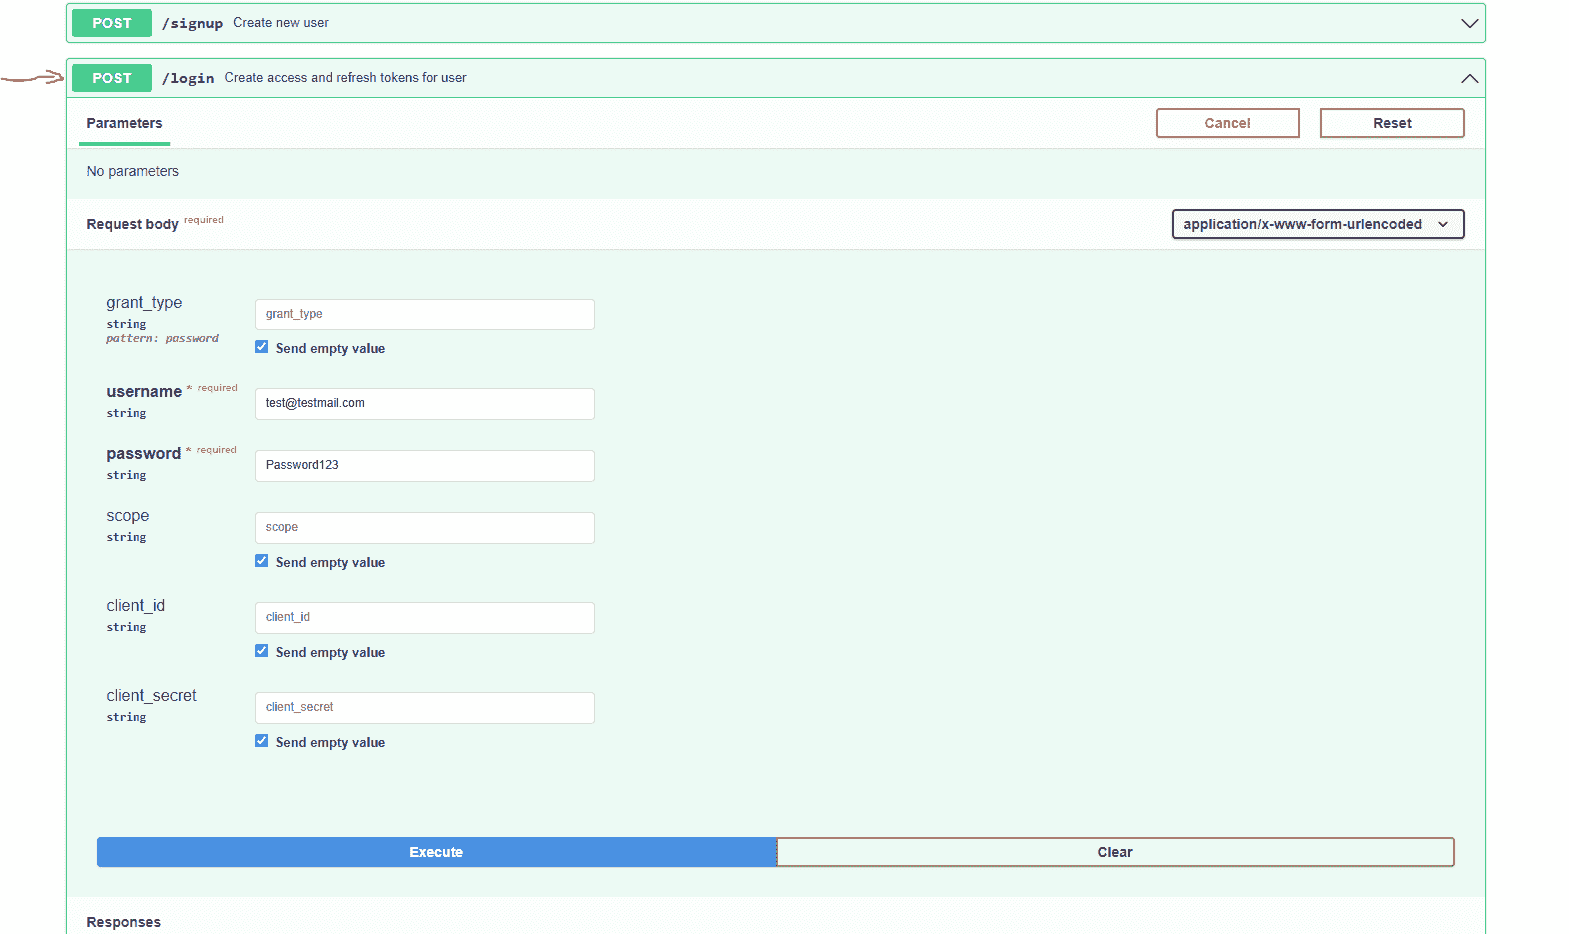 POST /signup Create new user
POST /login Create access and refresh tokens for user
Parameters Cancel Reset
No parameters
Request body required application/x-www-form-urlencoded
grant_type
string
pattern: password
grant_type
Send empty value
username * required
string
test@testmail.com
password * required
string
Password123
scope
string
scope
Send empty value
client_id
string
client_id
Send empty value
client_secret
string
client_secret
Send empty value
Execute Clear
Responses